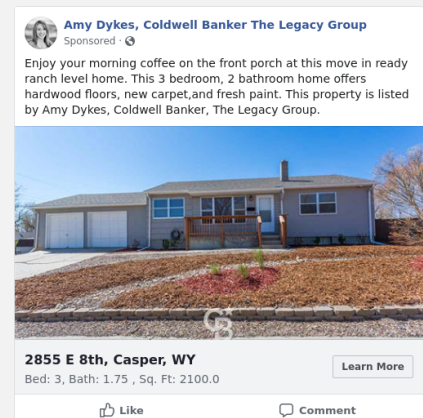 Amy Dykes, Coldwell Banker The Legacy Group
Sponsored ·
Enjoy your morning coffee on the front porch at this move in ready
ranch level home. This 3 bedroom, 2 bathroom home offers
hardwood floors, new carpet,and fresh paint. This property is listed
by Amy Dykes, Coldwell Banker, The Legacy Group.
CB
2855 E 8th, Casper, WY
Bed: 3, Bath: 1.75 , Sq. Ft: 2100.0
Learn More
Like
Comment